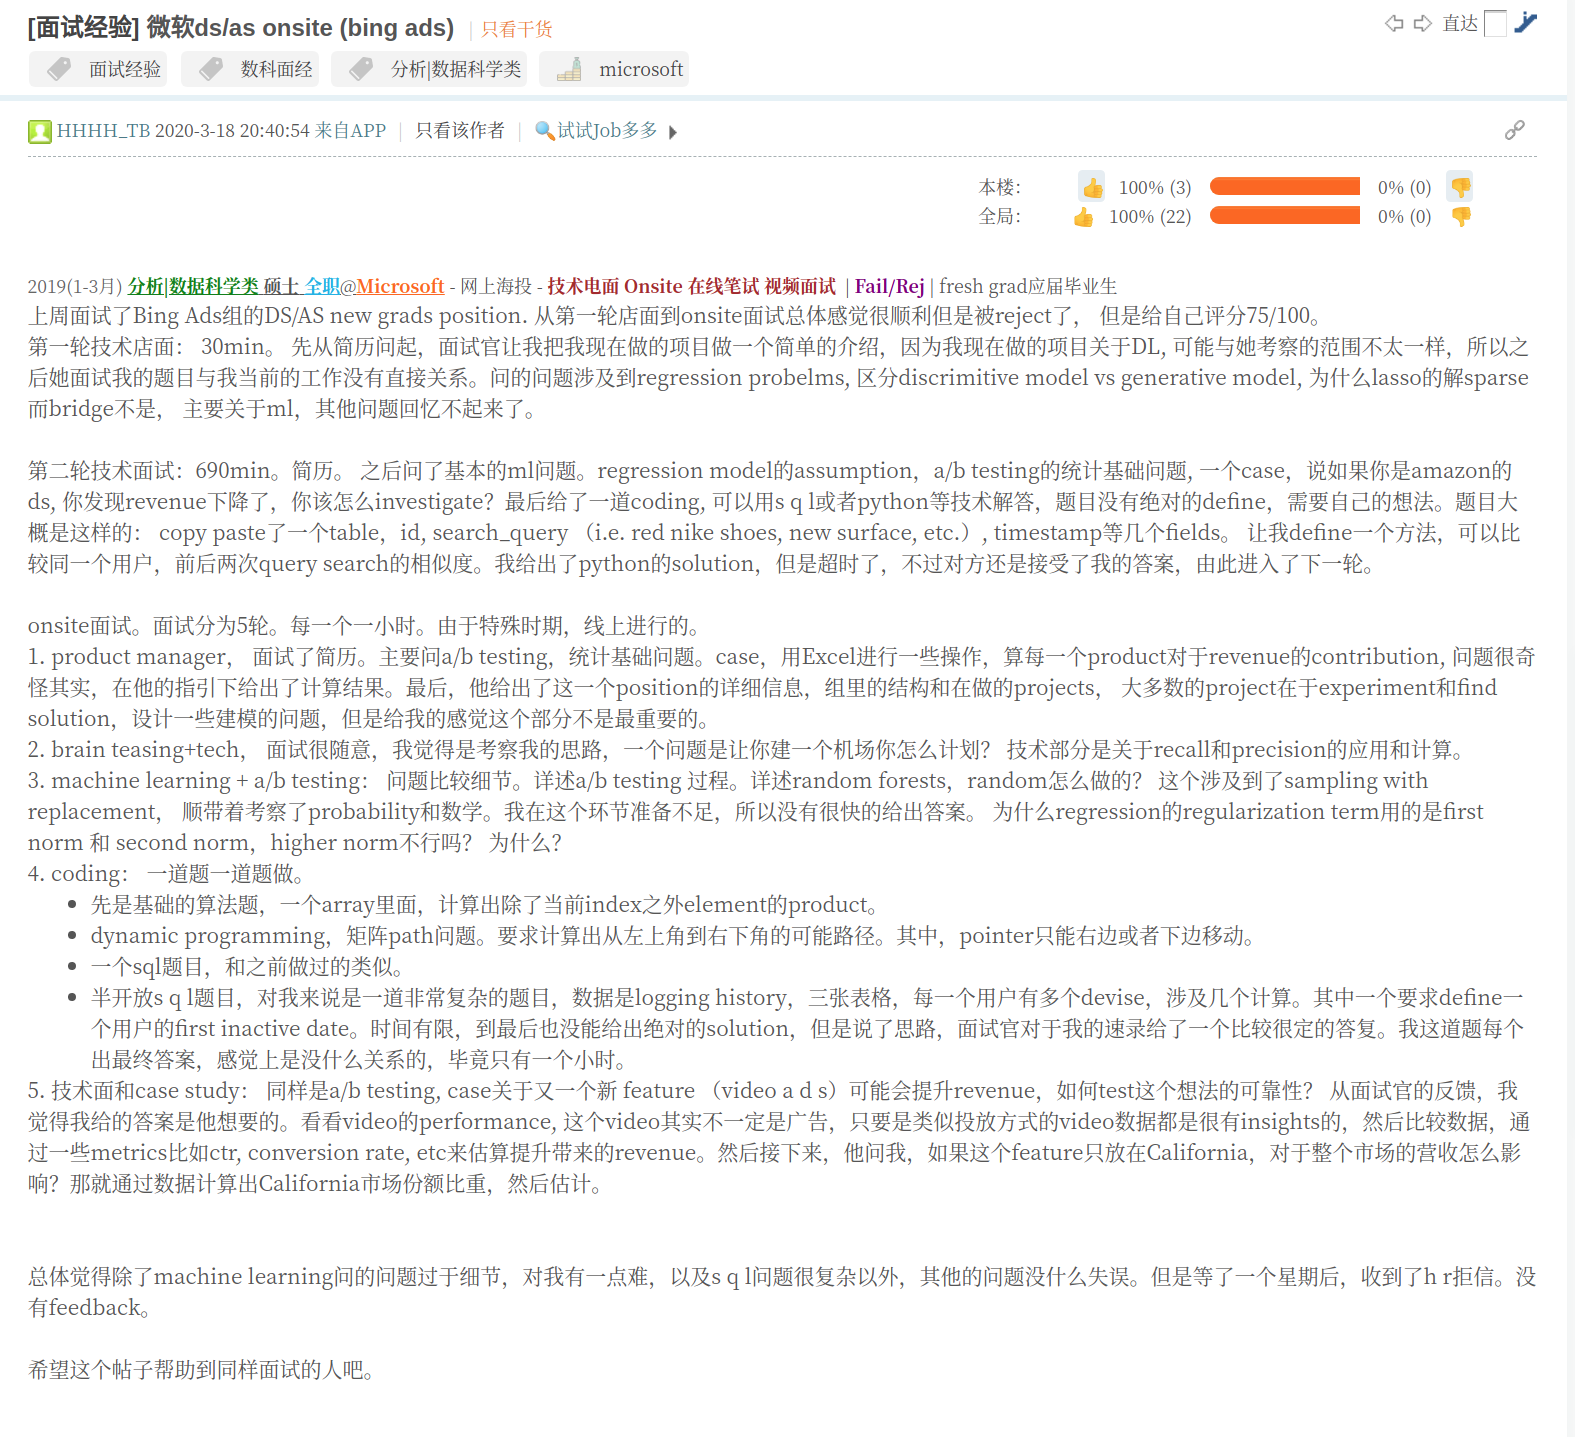 [面试经验] 微软ds/as onsite (bing ads) | 只看干货
直达
面试经验 数科面经 分析|数据科学类 microsoft
HHHH_TB 2020-3-18 20:40:54 来自APP | 只看该作者 | 试试Job多多
本楼： 100% (3) 0% (0)
全局： 100% (22) 0% (0)
2019(1-3月) 分析|数据科学类 硕士 全职@Microsoft - 网上海投 - 技术电面 Onsite 在线笔试 视频面试 | Fail/Rej | fresh grad应届毕业生
上周面试了Bing Ads组的DS/AS new grads position. 从第一轮店面到onsite面试总体感觉很顺利但是被reject了， 但是给自己评分75/100。
第一轮技术店面： 30min。 先从简历问起，面试官让我把我现在做的项目做一个简单的介绍，因为我现在做的项目关于DL, 可能与她考察的范围不太一样，所以之
后她面试我的题目与我当前的工作没有直接关系。问的问题涉及到regression probelms, 区分discrimitive model vs generative model, 为什么lasso的解sparse
而bridge不是， 主要关于ml，其他问题回忆不起来了。
第二轮技术面试：690min。简历。 之后问了基本的ml问题。regression model的assumption，a/b testing的统计基础问题, 一个case，说如果你是amazon的
ds, 你发现revenue下降了，你该怎么investigate？最后给了一道coding, 可以用s q l或者python等技术解答，题目没有绝对的define，需要自己的想法。题目大
概是这样的： copy paste了一个table，id, search_query （i.e. red nike shoes, new surface, etc.）, timestamp等几个fields。 让我define一个方法，可以比
较同一个用户，前后两次query search的相似度。我给出了python的solution，但是超时了，不过对方还是接受了我的答案，由此进入了下一轮。
onsite面试。面试分为5轮。每一个一小时。由于特殊时期，线上进行的。
1. product manager， 面试了简历。主要问a/b testing，统计基础问题。case，用Excel进行一些操作，算每一个product对于revenue的contribution, 问题很奇
怪其实，在他的指引下给出了计算结果。最后，他给出了这一个position的详细信息，组里的结构和在做的projects， 大多数的project在于experiment和find
solution，设计一些建模的问题，但是给我的感觉这个部分不是最重要的。
2. brain teasing+tech， 面试很随意，我觉得是考察我的思路，一个问题是让你建一个机场你怎么计划？ 技术部分是关于recall和precision的应用和计算。
3. machine learning + a/b testing： 问题比较细节。详述a/b testing 过程。详述random forests，random怎么做的？ 这个涉及到了sampling with
replacement， 顺带着考察了probability和数学。我在这个环节准备不足，所以没有很快的给出答案。 为什么regression的regularization term用的是first
norm 和 second norm，higher norm不行吗？ 为什么？
4. coding： 一道题一道题做。
• 先是基础的算法题，一个array里面，计算出除了当前index之外element的product。
• dynamic programming，矩阵path问题。要求计算出从左上角到右下角的可能路径。其中，pointer只能右边或者下边移动。
• 一个sql题目，和之前做过的类似。
• 半开放s q l题目，对我来说是一道非常复杂的题目，数据是logging history，三张表格，每一个用户有多个devise，涉及几个计算。其中一个要求define一
个用户的first inactive date。时间有限，到最后也没能给出绝对的solution，但是说了思路，面试官对于我的速录给了一个比较很定的答复。我这道题每个
出最终答案，感觉上是没什么关系的，毕竟只有一个小时。
5. 技术面和case study： 同样是a/b testing, case关于又一个新 feature （video a d s）可能会提升revenue，如何test这个想法的可靠性？ 从面试官的反馈，我
觉得我给的答案是他想要的。看看video的performance, 这个video其实不一定是广告，只要是类似投放方式的video数据都是很有insights的，然后比较数据，通
过一些metrics比如ctr, conversion rate, etc来估算提升带来的revenue。然后接下来，他问我，如果这个feature只放在California，对于整个市场的营收怎么影
响？那就通过数据计算出California市场份额比重，然后估计。
总体觉得除了machine learning问的问题过于细节，对我有一点难，以及s q l问题很复杂以外，其他的问题没什么失误。但是等了一个星期后，收到了h r拒信。没
有feedback。
希望这个帖子帮助到同样面试的人吧。